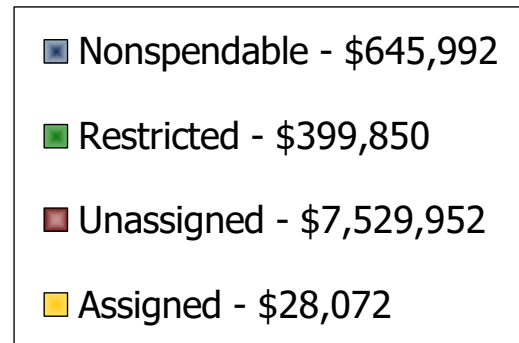 Nonspendable - $645,992
Restricted - $399,850
Unassigned - $7,529,952
Assigned - $28,072